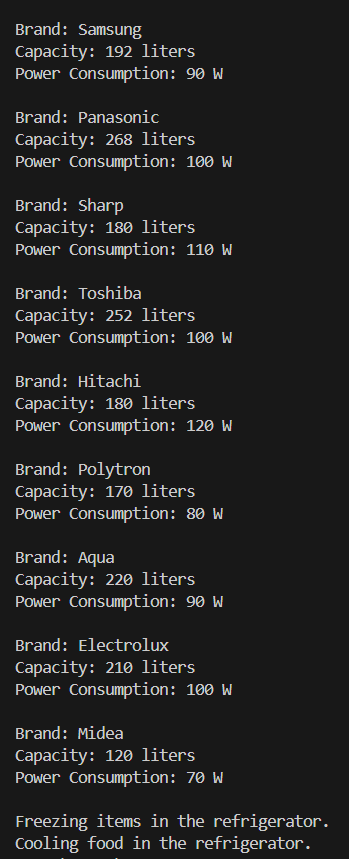 Brand: Samsung
Capacity: 192 liters
Power Consumption: 90 W
Brand: Panasonic
Capacity: 268 liters
Power Consumption: 100 W
Brand: Sharp
Capacity: 180 liters
Power Consumption: 110 W
Brand: Toshiba
Capacity: 252 liters
Power Consumption: 100 W
Brand: Hitachi
Capacity: 180 liters
Power Consumption: 120 W
Brand: Polytron
Capacity: 170 liters
Power Consumption: 80 W
Brand: Aqua
Capacity: 220 liters
Power Consumption: 90 W
Brand: Electrolux
Capacity: 210 liters
Power Consumption: 100 W
Brand: Midea
Capacity: 120 liters
Power Consumption: 70 W
Freezing items in the refrigerator.
Cooling food in the refrigerator.